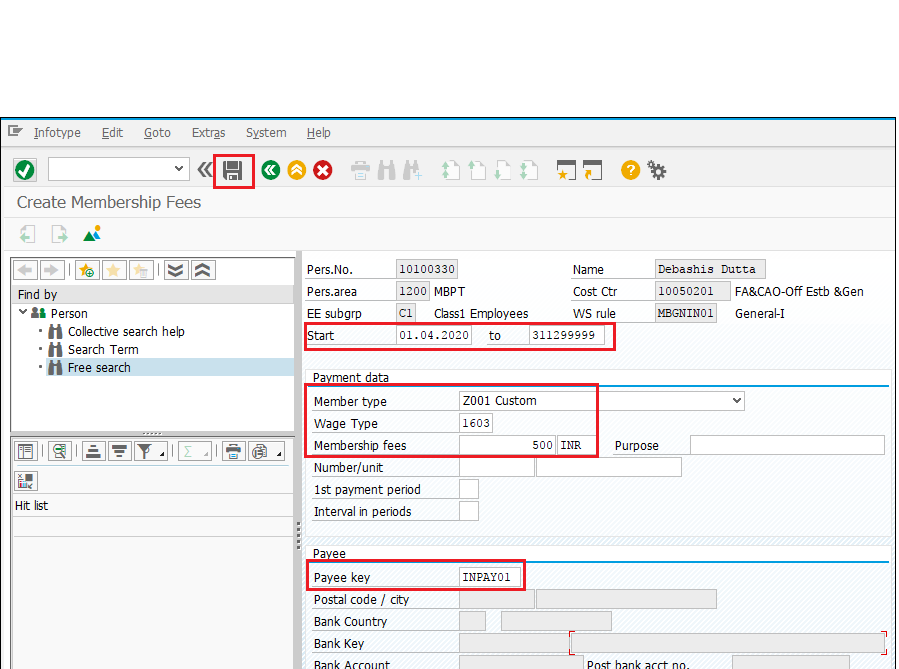 Infotype Edit Goto Extras System Help
Create Membership Fees
Find by
Person
Collective search help
Search Term
Free search
Hit list
Pers.No. 10100330 Name Debashis Dutta
Pers.area 1200 MBPT Cost Ctr 10050201 FA&CAO-Off Estb &Gen
EE subgrp C1 Class1 Employees WS rule MBGNIN01 General-I
Start 01.04.2020 to 311299999
Payment data
Member type Z001 Custom
Wage Type 1603
Membership fees 500 INR Purpose
Number/unit
1st payment period
Interval in periods
Payee
Payee key INPAY01
Postal code / city
Bank Country
Bank Key
Bank Account Post bank acct no.